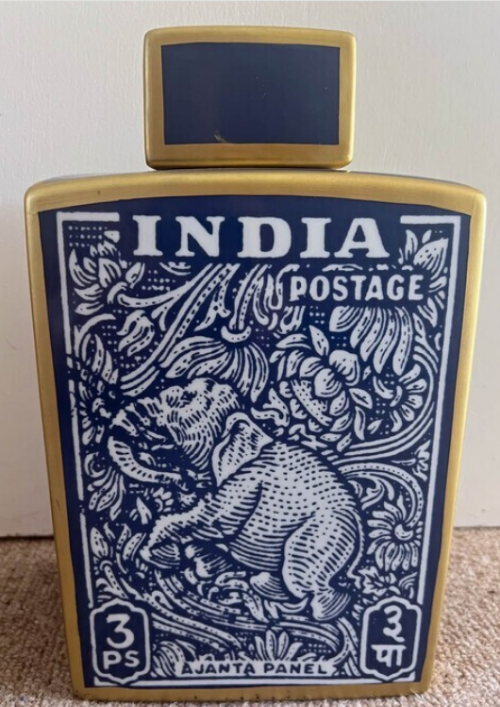 INDIA
POSTAGE
3
PS
३
पा
AJANTA PANEL